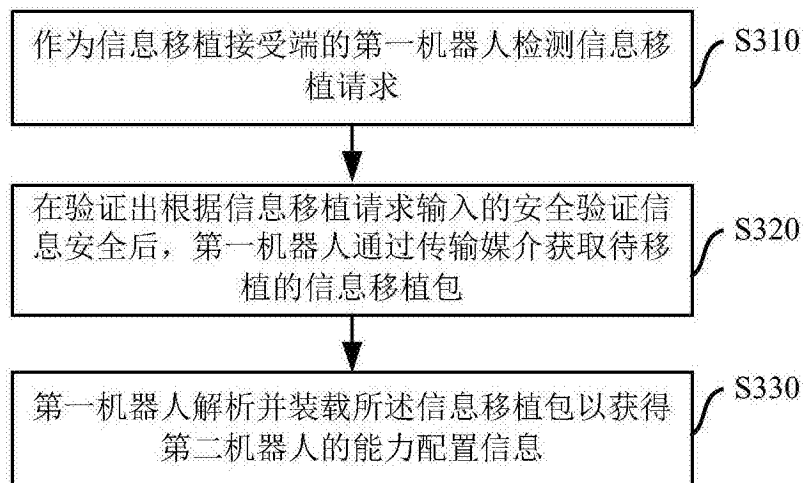 作为信息移植接受端的第一机器人检测信息移
植请求
S310
在验证出根据信息移植请求输入的安全验证信
息安全后，第一机器人通过传输媒介获取待移
植的信息移植包
S320
第一机器人解析并装载所述信息移植包以获得
第二机器人的能力配置信息
S330